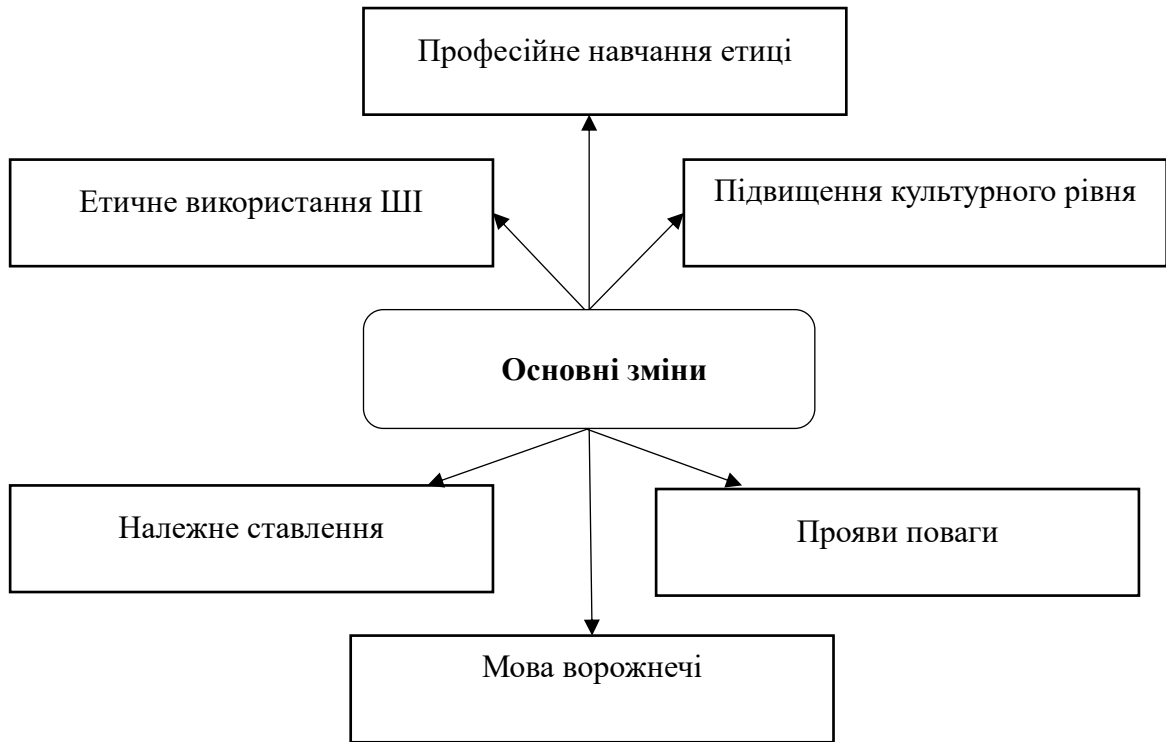 Професійне навчання етиці
Етичне використання ШІ
Підвищення культурного рівня
Основні зміни
Належне ставлення
Прояви поваги
Мова ворожнечі